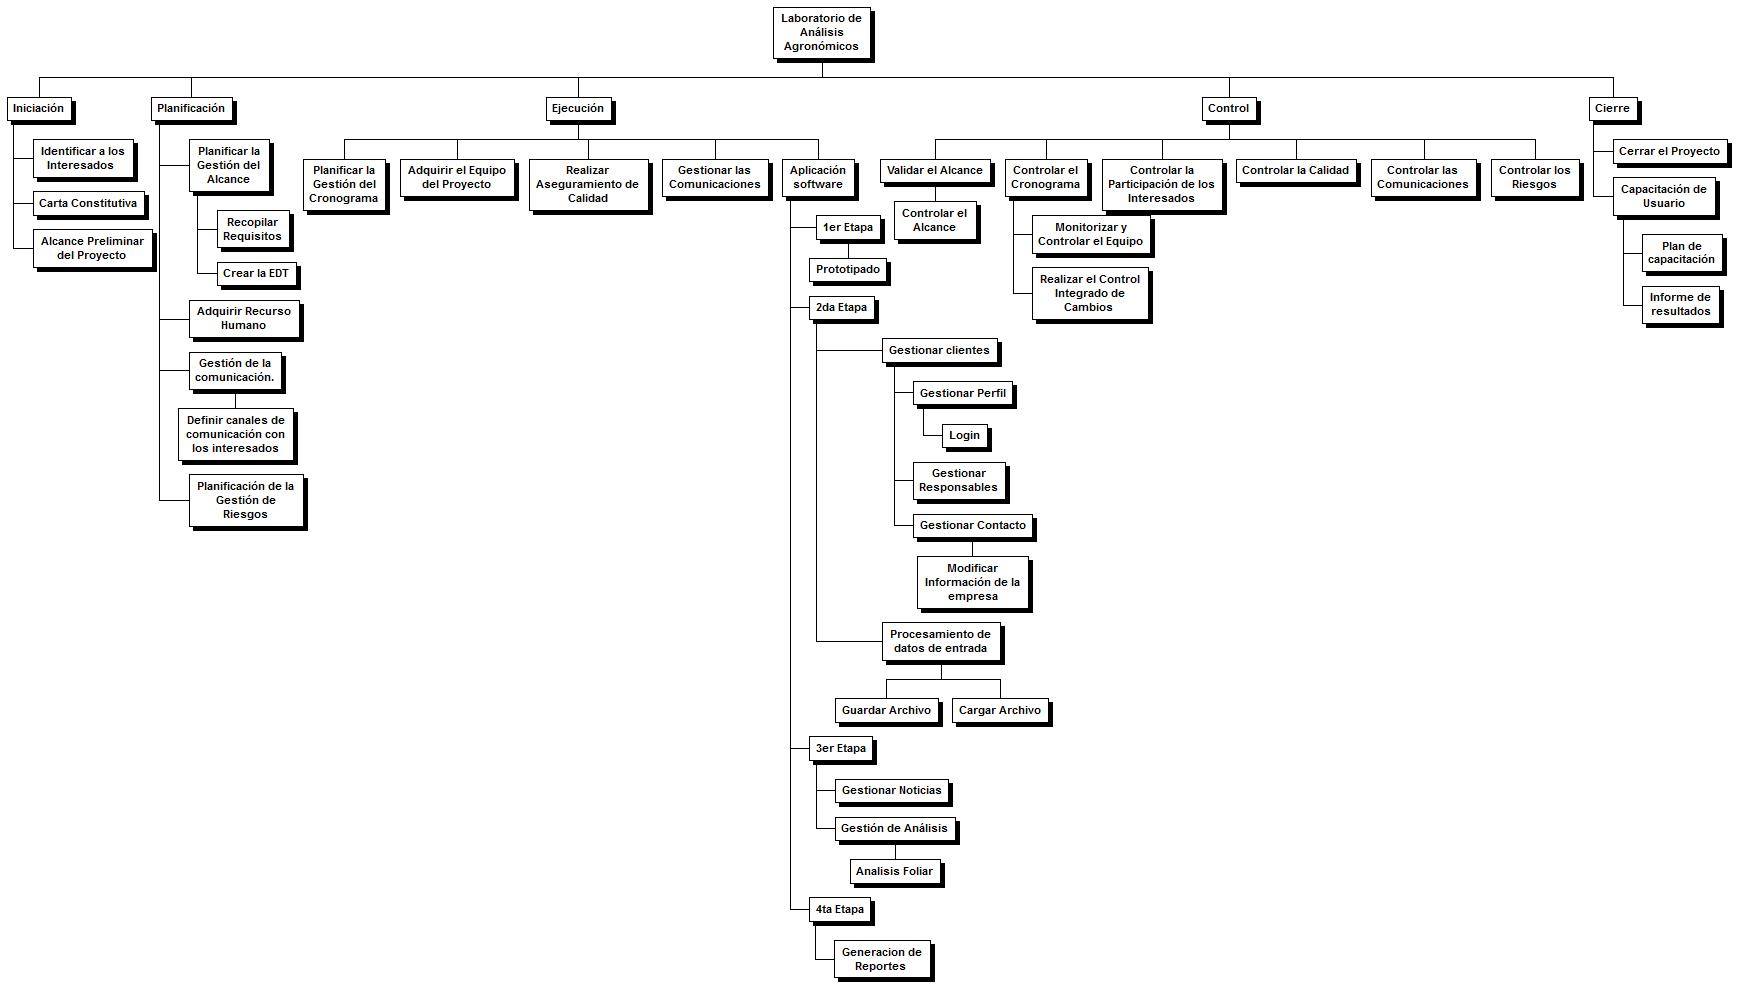 Laboratorio de
Análisis
Agronómicos
Iniciación
Identificar a los
Interesados
Carta Constitutiva
Alcance Preliminar
del Proyecto
Planificación
Planificar la
Gestión del
Alcance
Recopilar
Requisitos
Crear la EDT
Adquirir Recurso
Humano
Gestión de la
comunicación.
Definir canales de
comunicación con
los interesados
Planificación de la
Gestión de
Riesgos
Ejecución
Planificar la
Gestión del
Cronograma
Adquirir el Equipo
del Proyecto
Realizar
Aseguramiento de
Calidad
Gestionar las
Comunicaciones
Aplicación
software
1er Etapa
Prototipado
2da Etapa
Gestionar clientes
Gestionar Perfil
Login
Gestionar
Responsables
Gestionar Contacto
Modificar
Información de la
empresa
Procesamiento de
datos de entrada
Guardar Archivo
Cargar Archivo
3er Etapa
Gestionar Noticias
Gestión de Análisis
Analisis Foliar
4ta Etapa
Generacion de
Reportes
Control
Validar el Alcance
Controlar el
Alcance
Controlar el
Cronograma
Monitorizar y
Controlar el Equipo
Realizar el Control
Integrado de
Cambios
Controlar la
Participación de los
Interesados
Controlar la Calidad
Controlar las
Comunicaciones
Controlar los
Riesgos
Cierre
Cerrar el Proyecto
Capacitación de
Usuario
Plan de
capacitación
Informe de
resultados